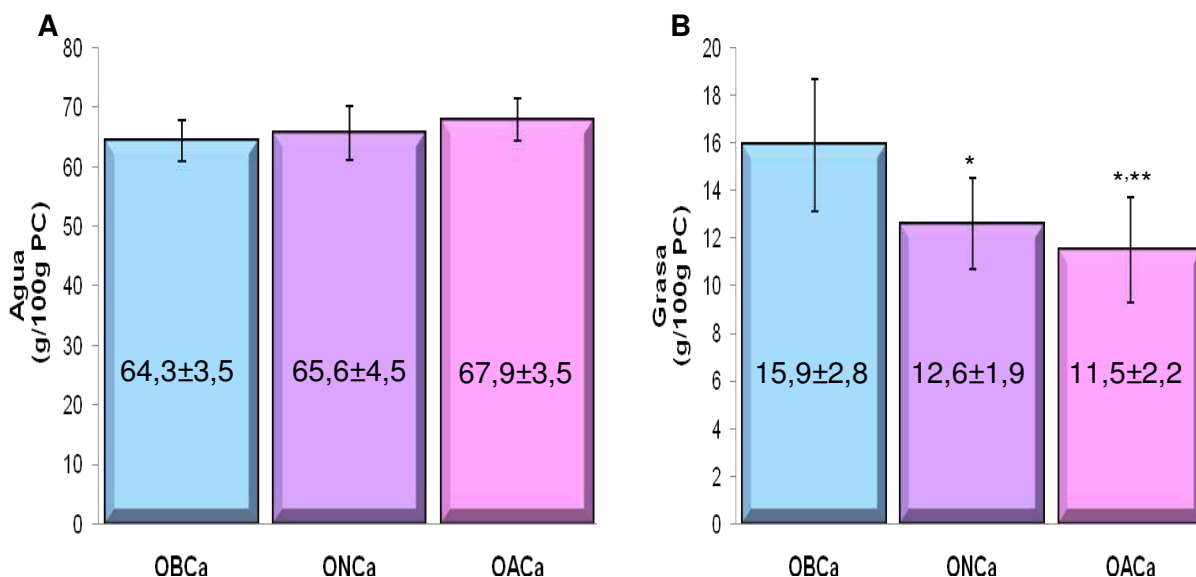 A
80
70
60
50
40
30
20
10
0
Agua
(g/100g PC)
64,3±3,5
65,6±4,5
67,9±3,5
OBCa
ONCa
OACa
B
20
18
16
14
12
10
8
6
4
2
0
Grasa
(g/100g PC)
*
*,**
15,9±2,8
12,6±1,9
11,5±2,2
OBCa
ONCa
OACa